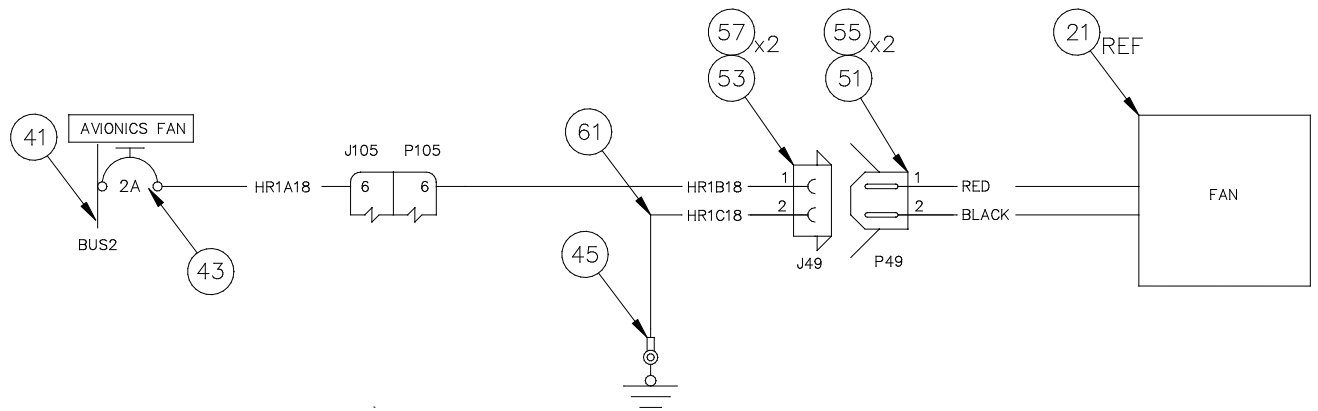 57 x2
53
55 x2
51
21 REF
41
AVIONICS FAN
2A
BUS2
43
HR1A18
J105 P105
6 6
61
45
HR1B18 1
HR1C18 2
J49
1 RED
2 BLACK
P49
FAN